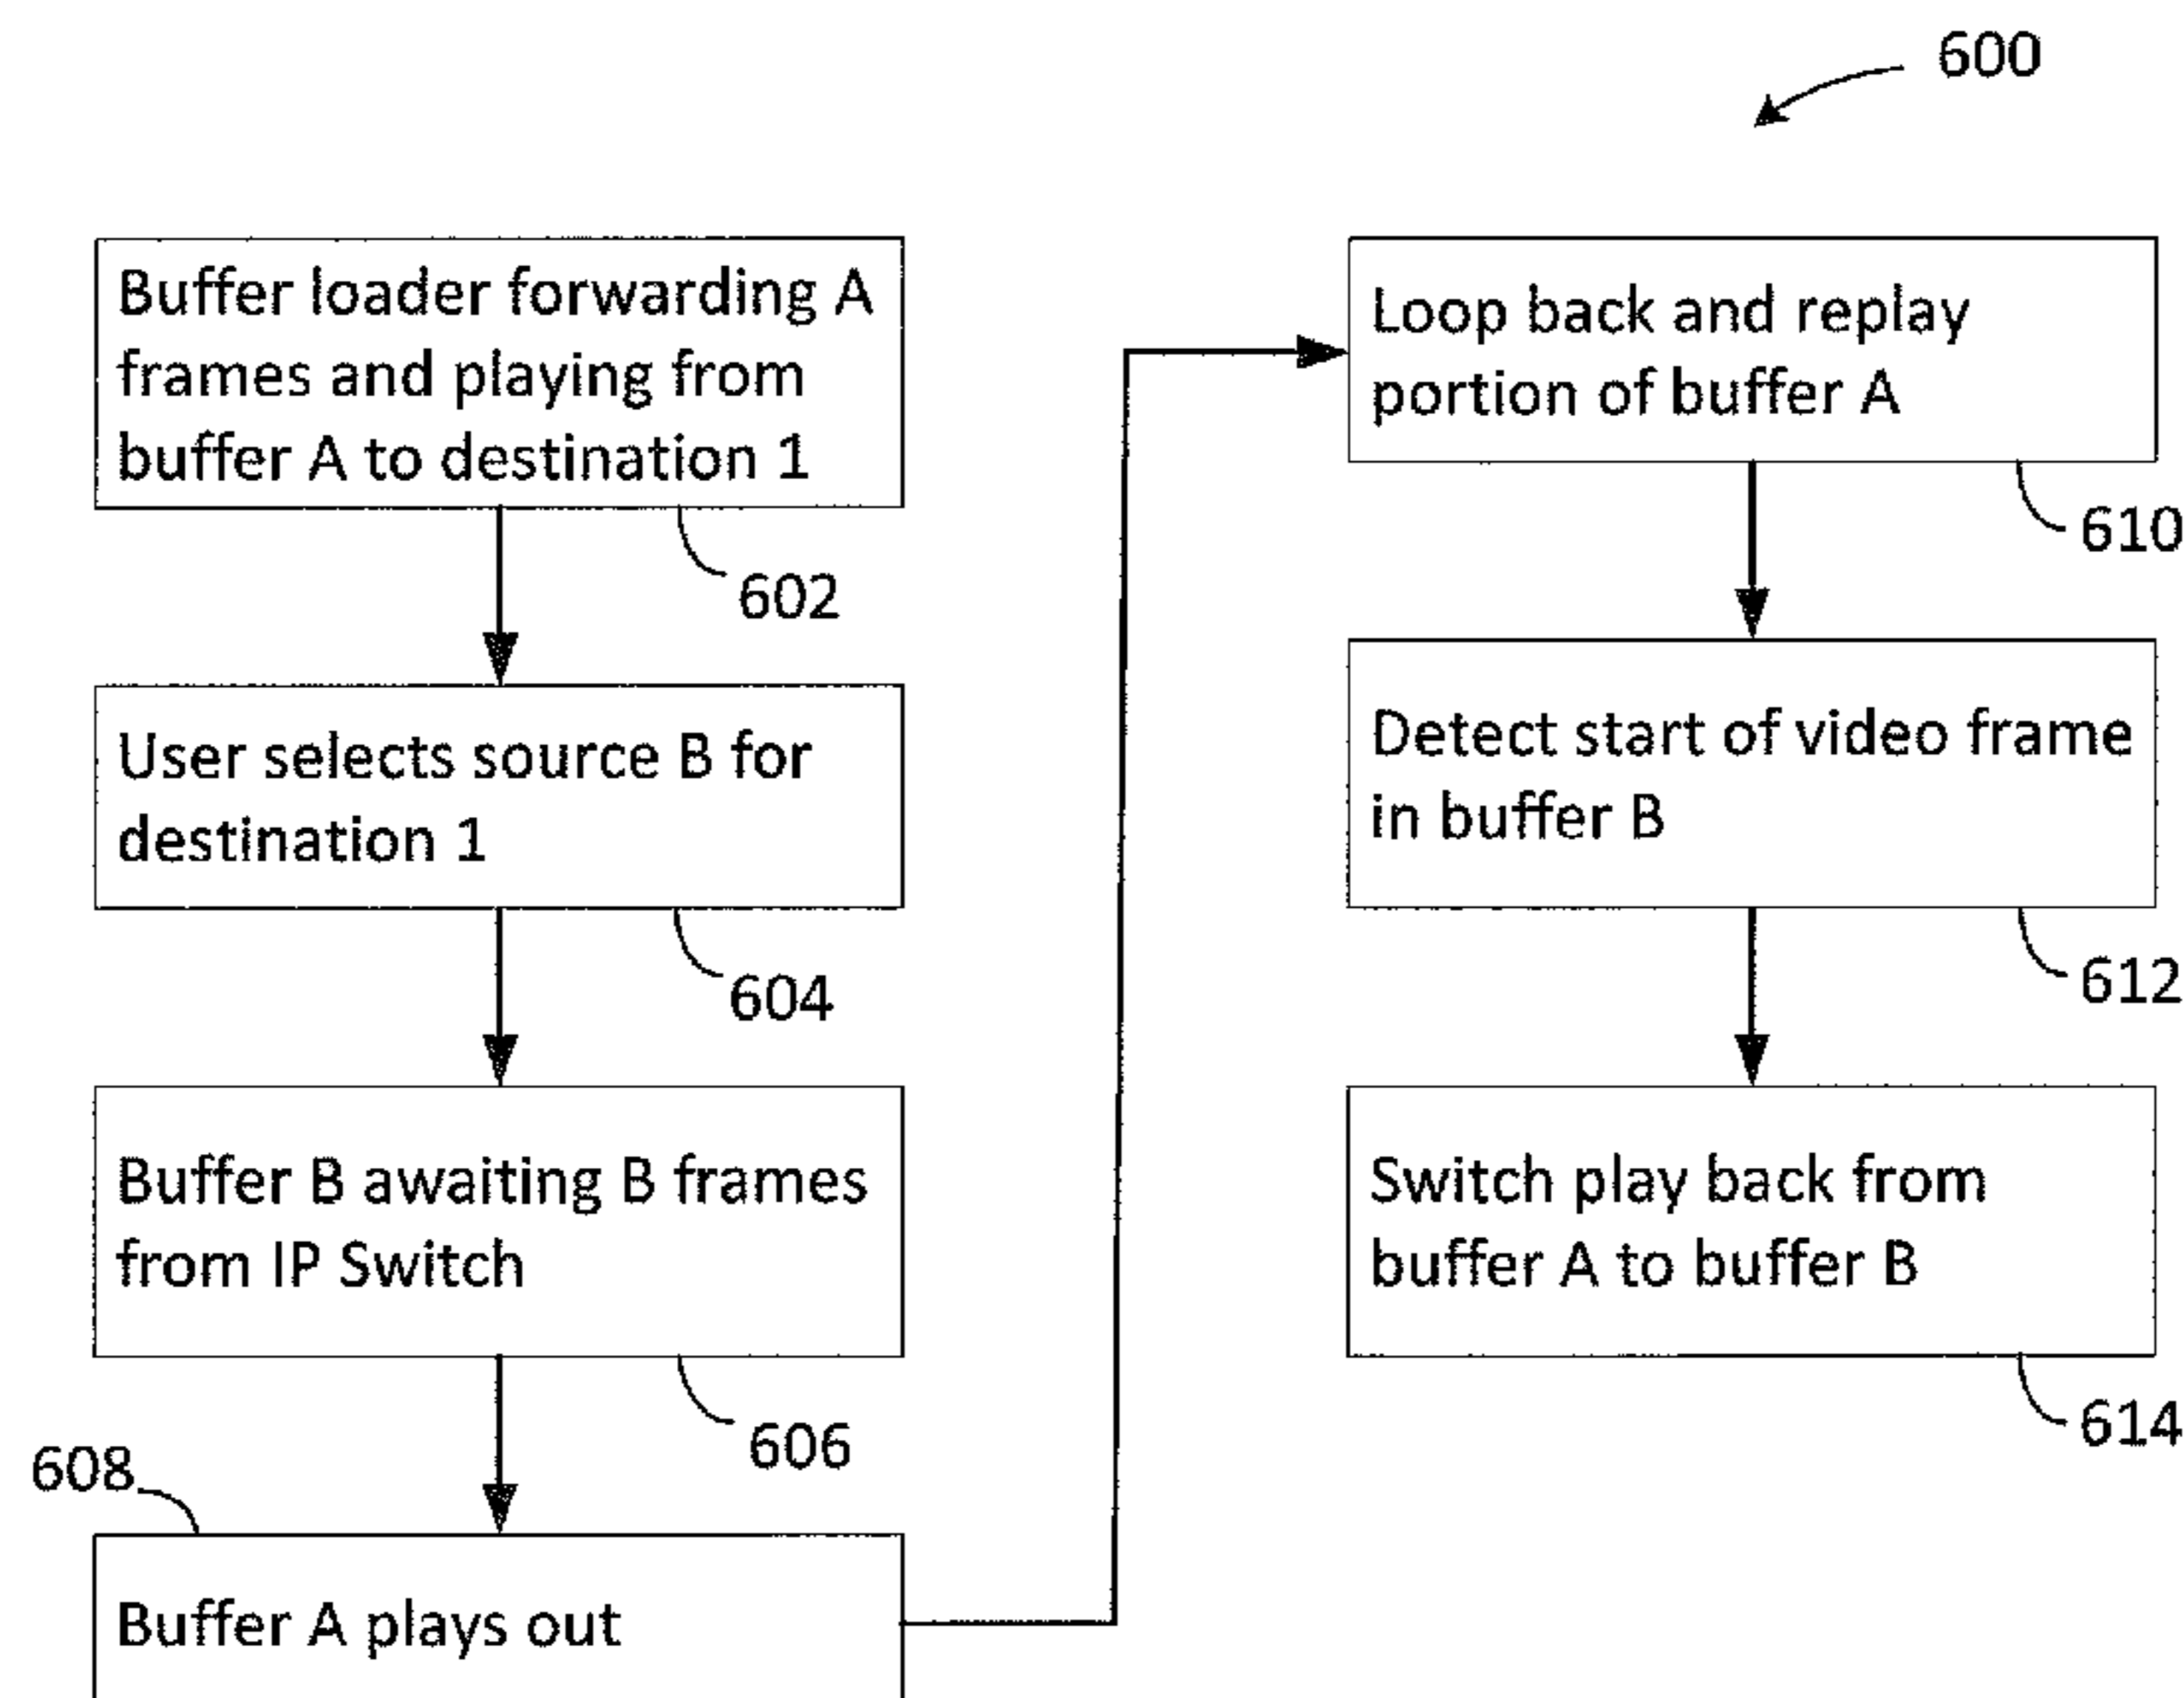 600
Buffer loader forwarding A
frames and playing from
buffer A to destination 1
602
User selects source B for
destination 1
604
Buffer B awaiting B frames
from IP Switch
606
608
Buffer A plays out
Loop back and replay
portion of buffer A
610
Detect start of video frame
in buffer B
612
Switch play back from
buffer A to buffer B
614